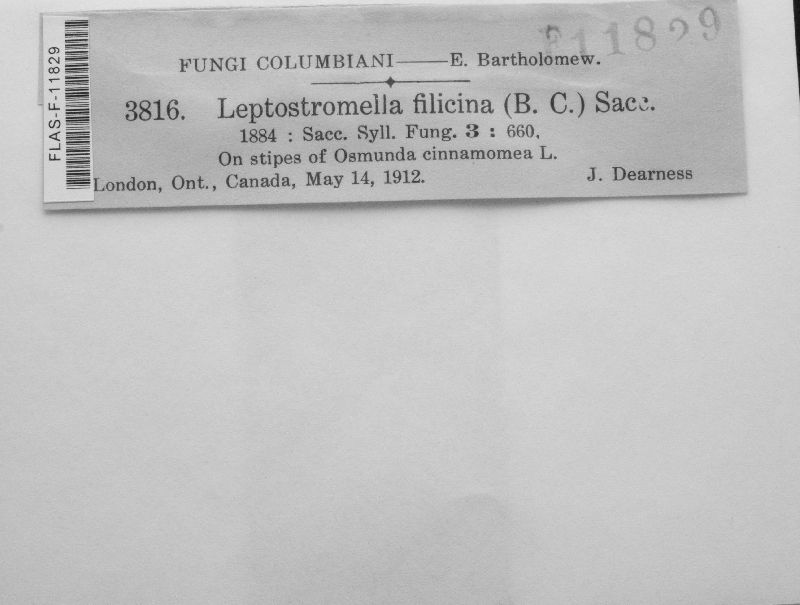 F11829
FLAS-F-11829
FUNGI COLUMBIANI——E. Bartholomew.
3816. Leptostromella filicina (B. C.) Sacc.
1884 : Sacc. Syll. Fung. 3 : 660,
On stipes of Osmunda cinnamomea L.
London, Ont., Canada, May 14, 1912. J. Dearness